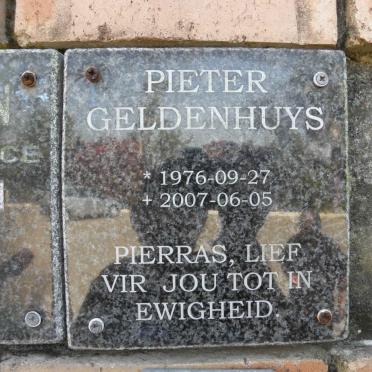 PIETER
GELDENHUYS
* 1976-09-27
+ 2007-06-05
PIERRAS, LIEF
VIR JOU TOT IN
EWIGHEID.